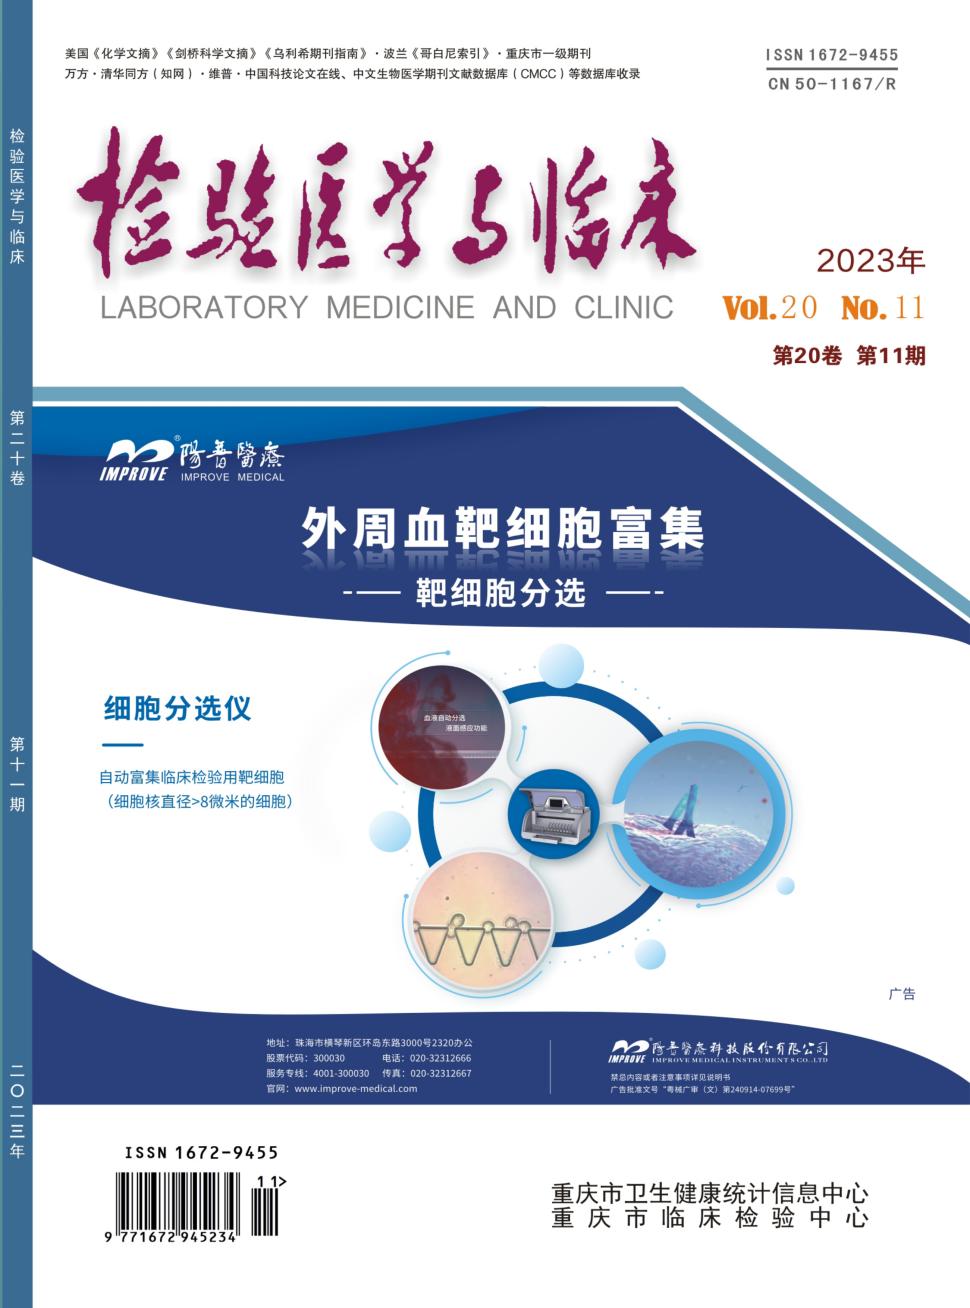 美国《化学文摘》《剑桥科学文摘》《乌利希期刊指南》·波兰《哥白尼索引》·重庆市一级期刊
万方·清华同方（知网）·维普·中国科技论文在线、中文生物医学期刊文献数据库（CMCC）等数据库收录
ISSN 1672-9455
CN 50-1167/R
检验医学与临床
LABORATORY MEDICINE AND CLINIC
2023年
Vol.20 No.11
第20卷 第11期
检验医学与临床
第二十卷
第十一期
二〇二三年
IMPROVE
®
陽普醫療
IMPROVE MEDICAL
外周血靶细胞富集
靶细胞分选
细胞分选仪
自动富集临床检验用靶细胞
（细胞核直径>8微米的细胞）
血液自动分选
液面感应功能
广告
地址：珠海市横琴新区环岛东路3000号2320办公
股票代码：300030 电话：020-32312666
服务专线：4001-300030 传真：020-32312667
官网：www.improve-medical.com
IMPROVE
陽普醫療科技股份有限公司
IMPROVE MEDICAL INSTRUMENTS CO.,LTD
禁忌内容或者注意事项详见说明书
广告批准文号“粤械广审（文）第240914-07699号”
ISSN 1672-9455
11>
9 771672 945234
重庆市卫生健康统计信息中心
重庆市临床检验中心